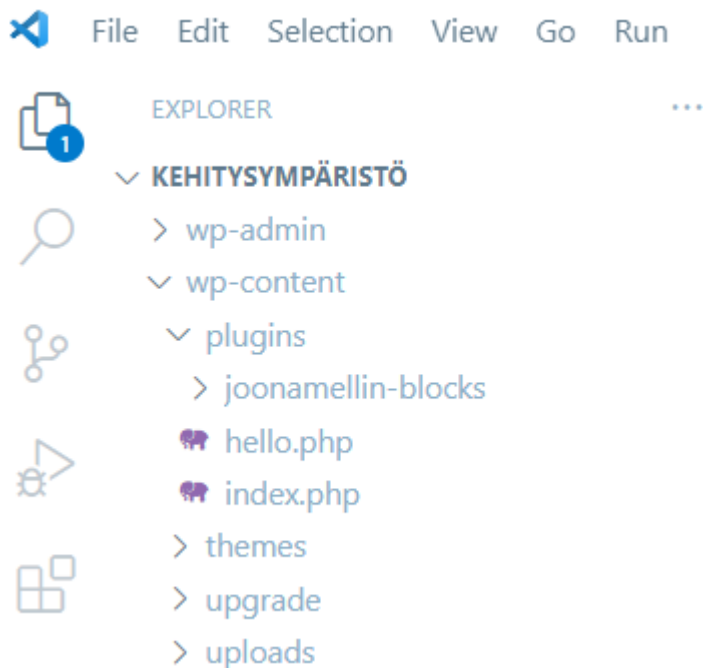 File Edit Selection View Go Run
EXPLORER ...
1
KEHITYSYMPÄRISTÖ
wp-admin
wp-content
plugins
joonamellin-blocks
hello.php
index.php
themes
upgrade
uploads